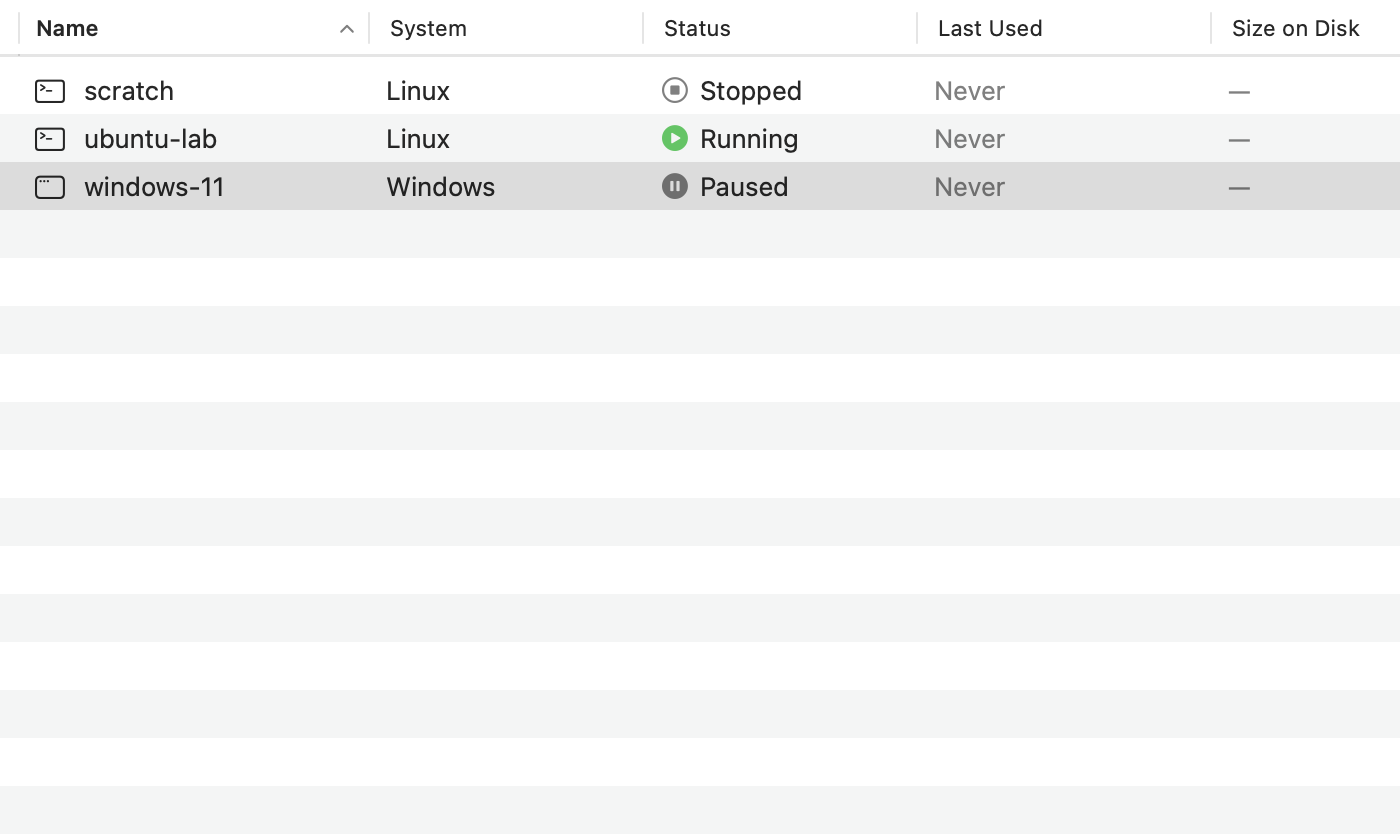 Name System Status Last Used Size on Disk
scratch Linux Stopped Never —
ubuntu-lab Linux Running Never —
windows-11 Windows Paused Never —